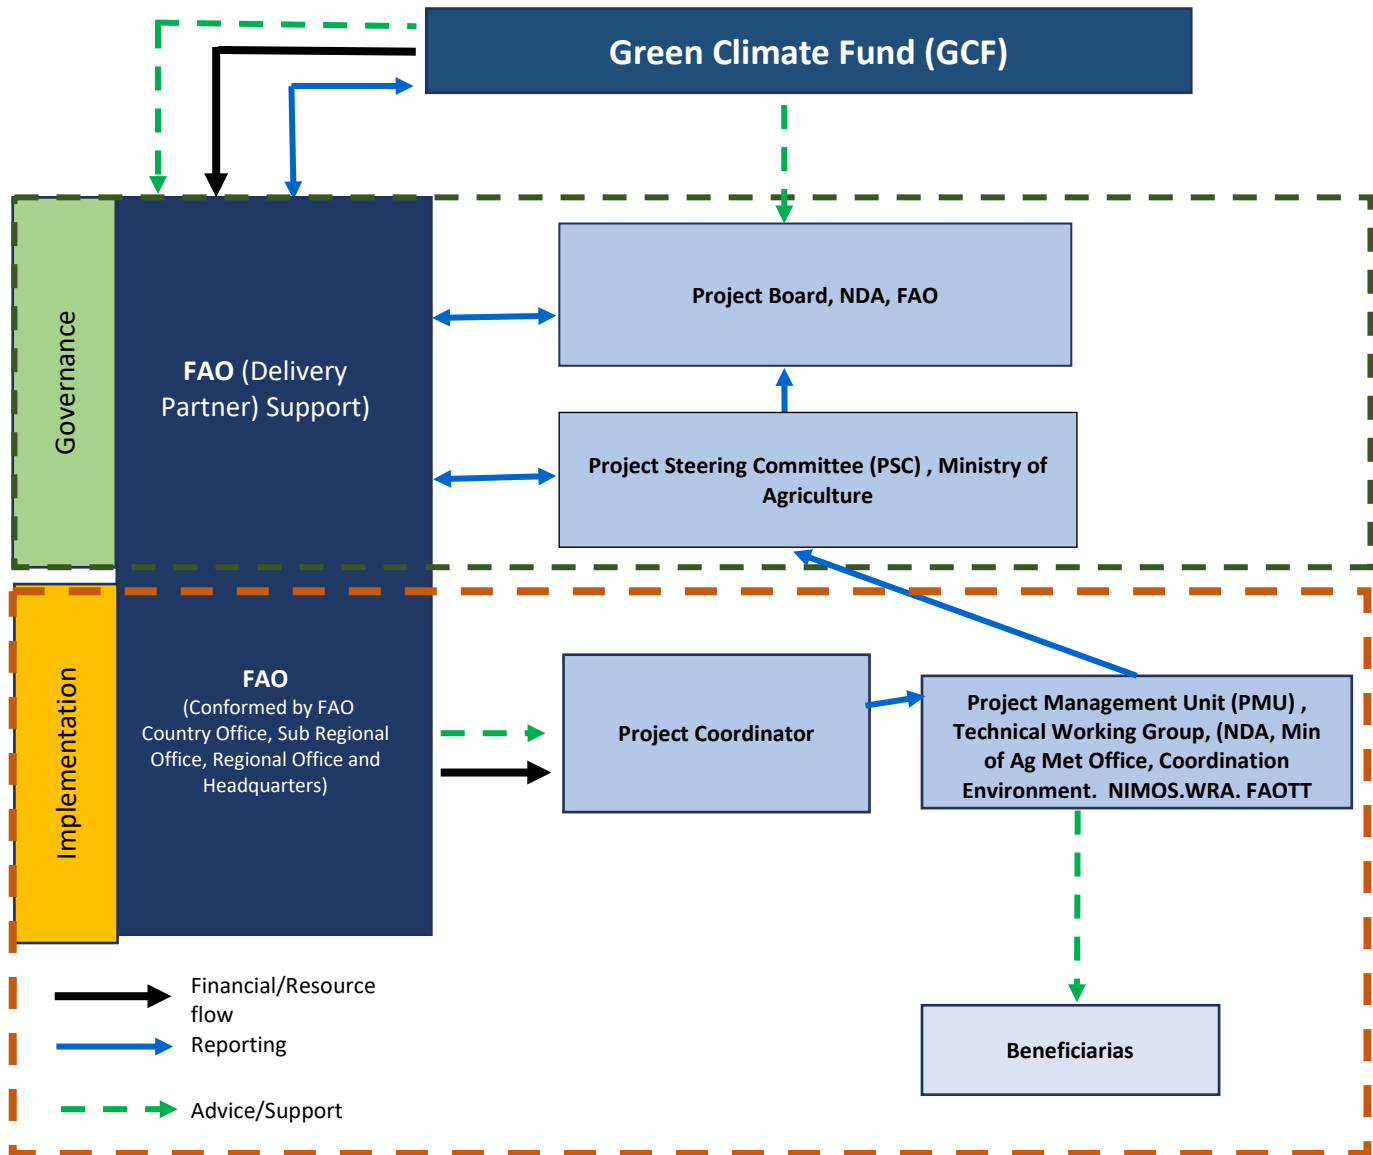 Green Climate Fund (GCF)
Governance
FAO (Delivery
Partner) Support)
Project Board, NDA, FAO
Project Steering Committee (PSC) , Ministry of
Agriculture
Implementation
FAO
(Conformed by FAO
Country Office, Sub Regional
Office, Regional Office and
Headquarters)
Project Coordinator
Project Management Unit (PMU) ,
Technical Working Group, (NDA, Min
of Ag Met Office, Coordination
Environment. NIMOS.WRA. FAOTT
Financial/Resource
flow
Reporting
Advice/Support
Beneficiarias